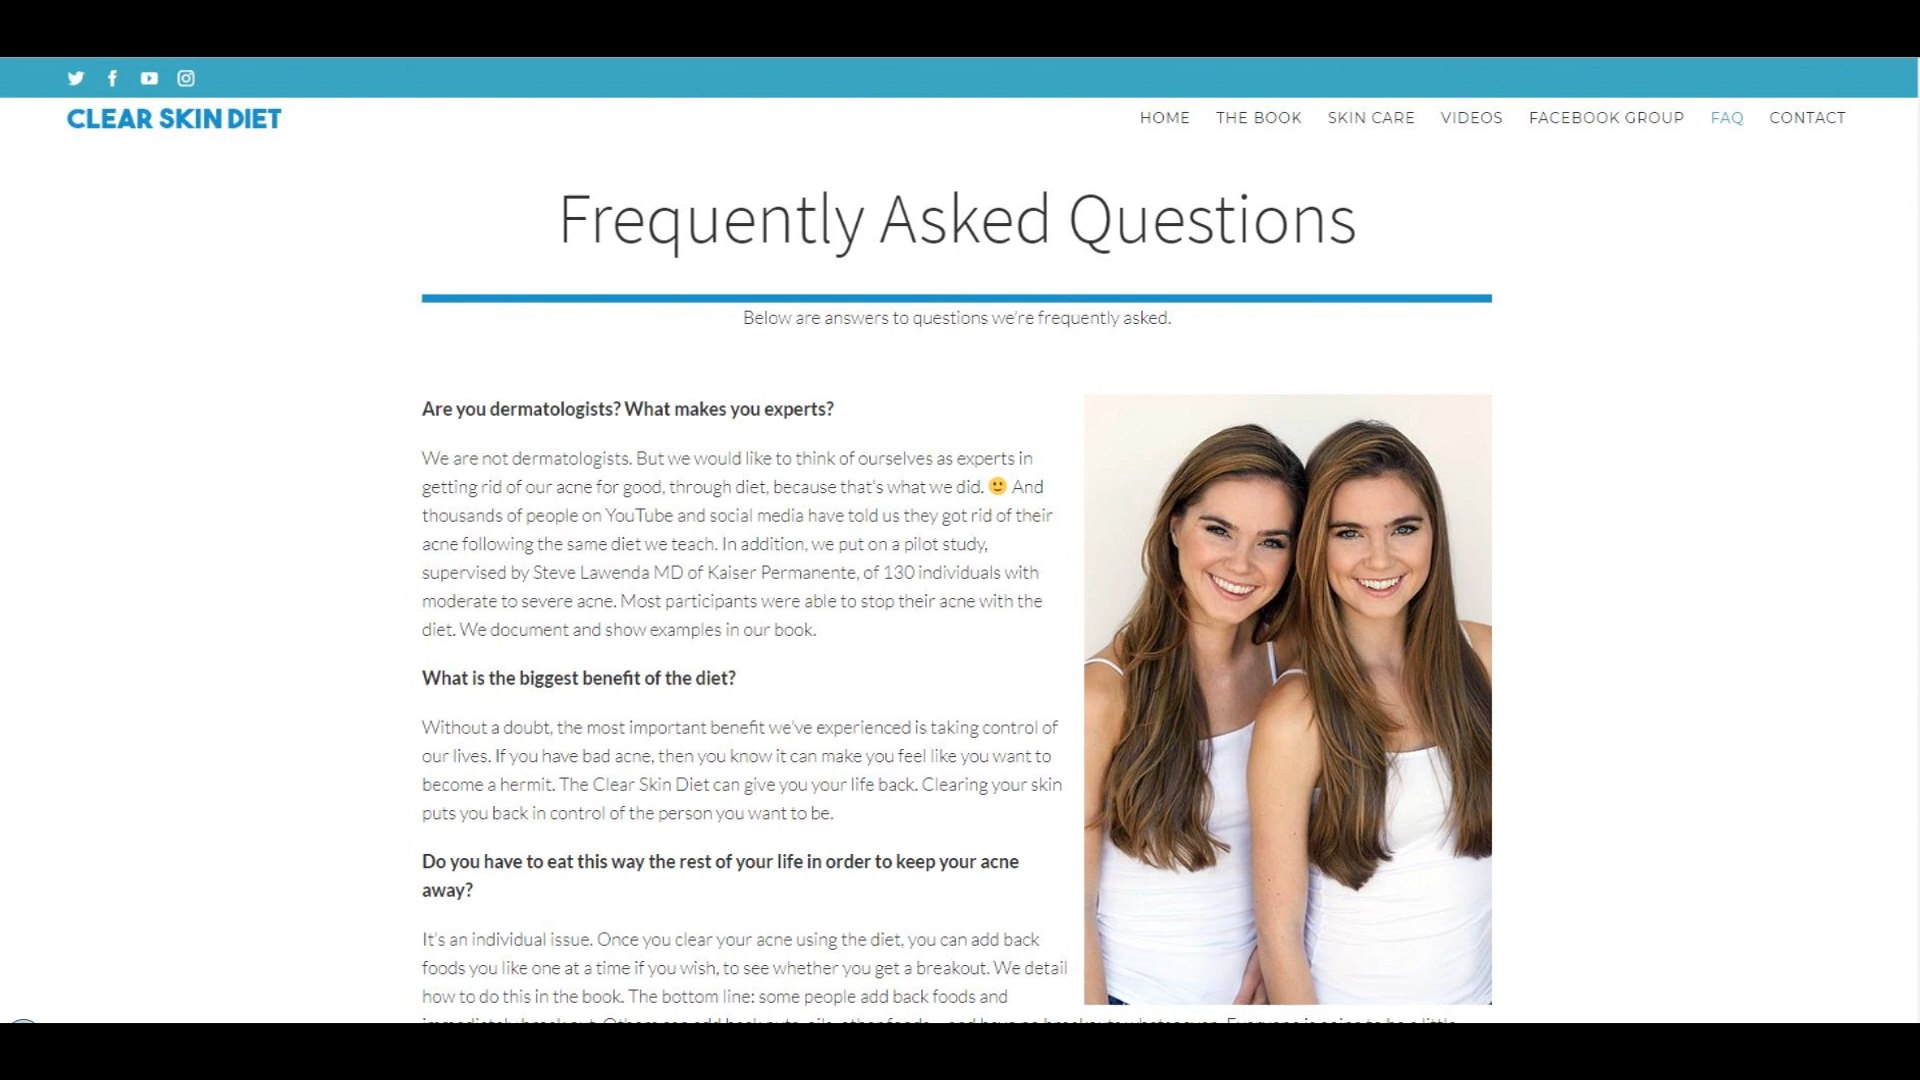 CLEAR SKIN DIET
HOME THE BOOK SKIN CARE VIDEOS FACEBOOK GROUP FAQ CONTACT
Frequently Asked Questions
Below are answers to questions we're frequently asked.
Are you dermatologists? What makes you experts?
We are not dermatologists. But we would like to think of ourselves as experts in
getting rid of our acne for good, through diet, because that's what we did. 🙂 And
thousands of people on YouTube and social media have told us they got rid of their
acne following the same diet we teach. In addition, we put on a pilot study,
supervised by Steve Lawenda MD of Kaiser Permanente, of 130 individuals with
moderate to severe acne. Most participants were able to stop their acne with the
diet. We document and show examples in our book.
What is the biggest benefit of the diet?
Without a doubt, the most important benefit we've experienced is taking control of
our lives. If you have bad acne, then you know it can make you feel like you want to
become a hermit. The Clear Skin Diet can give you your life back. Clearing your skin
puts you back in control of the person you want to be.
Do you have to eat this way the rest of your life in order to keep your acne
away?
It's an individual issue. Once you clear your acne using the diet, you can add back
foods you like one at a time if you wish, to see whether you get a breakout. We detail
how to do this in the book. The bottom line: some people add back foods and